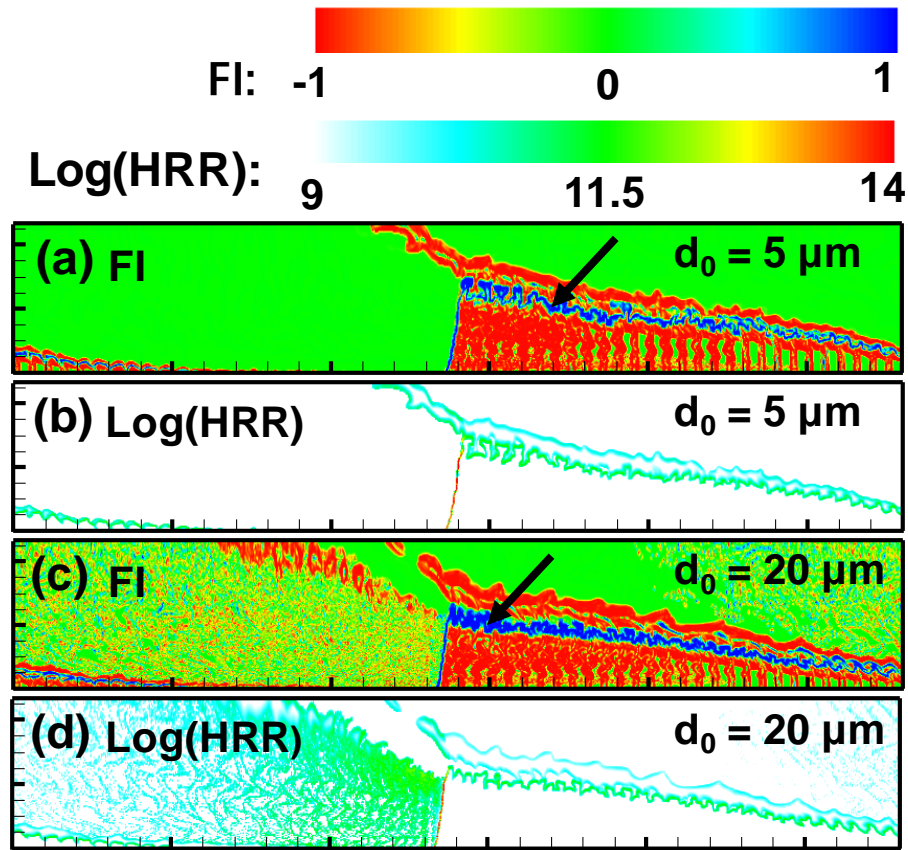 FI: -1 0 1
Log(HRR): 9 11.5 14
(a) FI d₀ = 5 µm
(b) Log(HRR) d₀ = 5 µm
(c) FI d₀ = 20 µm
(d) Log(HRR) d₀ = 20 µm